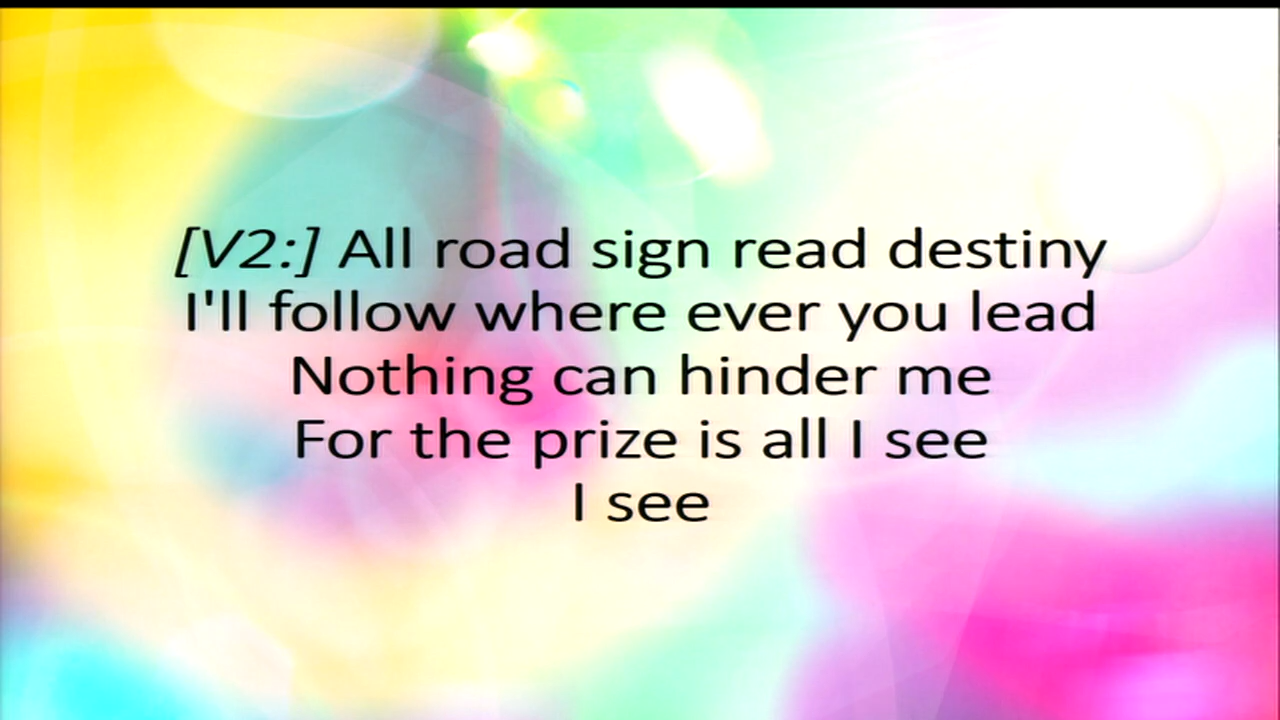 [V2:] All road sign read destiny
I'll follow where ever you lead
Nothing can hinder me
For the prize is all I see
I see